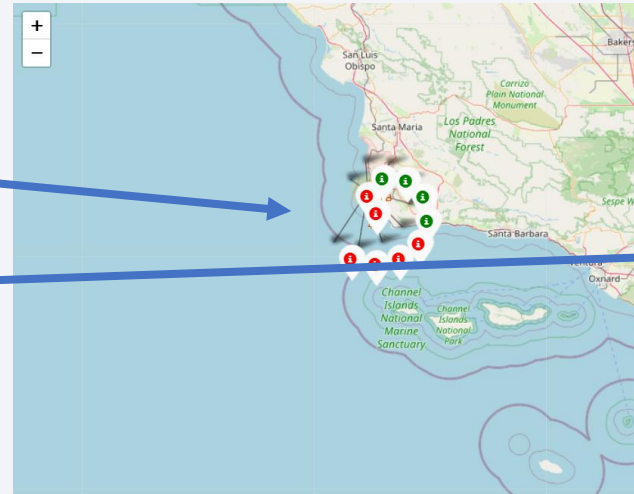 +
−
San Luis
Obispo
Bakers
Carrizo
Plain National
Monument
Santa Maria
Los Padres
National
Forest
Sespe W
Santa Barbara
Ventura
Oxnard
Channel
Islands
National
Marine
Sanctuary
Channel
Islands
National
Park